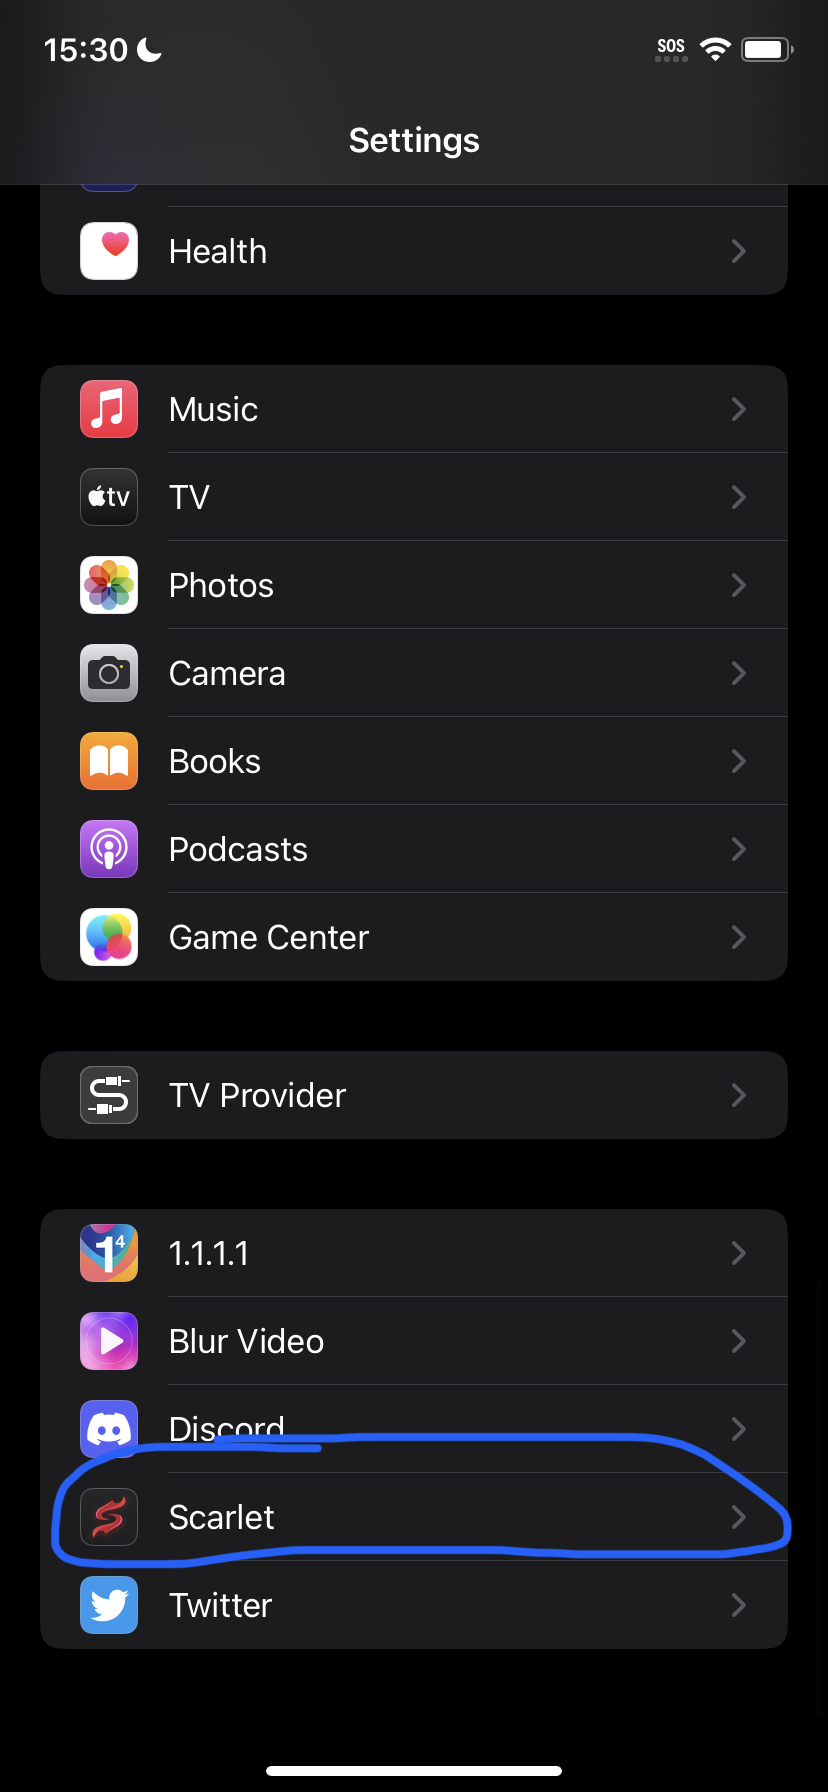 15:30
SOS
Settings
Health
Music
tv
TV
Photos
Camera
Books
Podcasts
Game Center
TV Provider
1⁴
1.1.1.1
Blur Video
Discord
Scarlet
Twitter